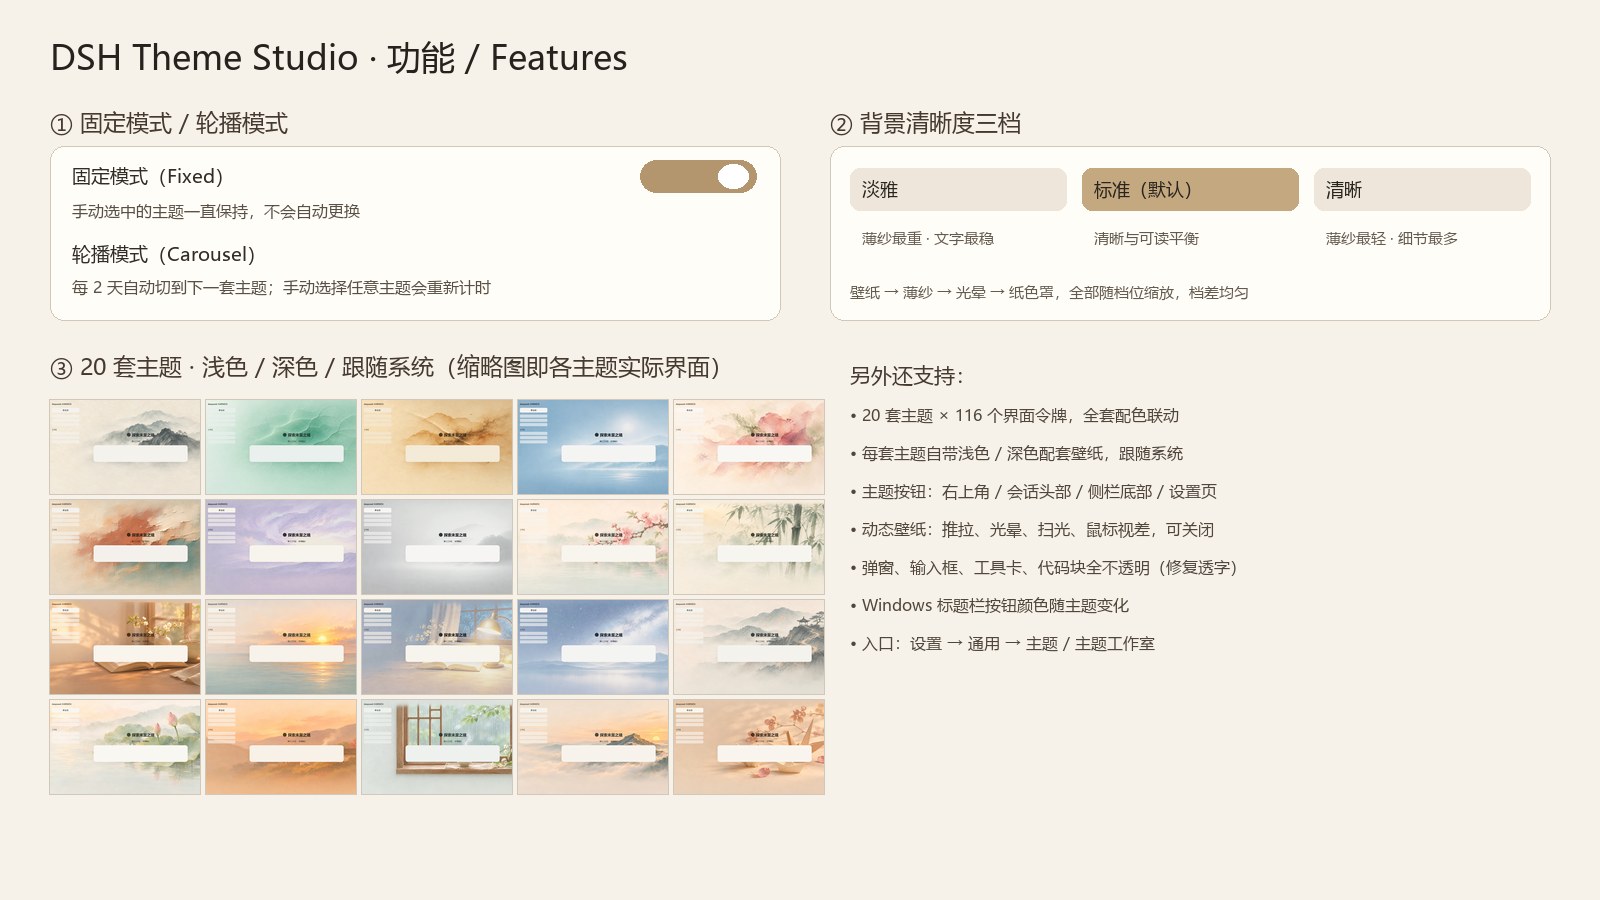 DSH Theme Studio · 功能 / Features
① 固定模式 / 轮播模式
固定模式（Fixed）
手动选中的主题一直保持，不会自动更换
轮播模式（Carousel）
每 2 天自动切到下一套主题；手动选择任意主题会重新计时
② 背景清晰度三档
淡雅
标准（默认）
清晰
薄纱最重 · 文字最稳
清晰与可读平衡
薄纱最轻 · 细节最多
壁纸 → 薄纱 → 光晕 → 纸色罩，全部随档位缩放，档差均匀
③ 20 套主题 · 浅色 / 深色 / 跟随系统（缩略图即各主题实际界面）
另外还支持：
• 20 套主题 × 116 个界面令牌，全套配色联动
• 每套主题自带浅色 / 深色配套壁纸，跟随系统
• 主题按钮：右上角 / 会话头部 / 侧栏底部 / 设置页
• 动态壁纸：推拉、光晕、扫光、鼠标视差，可关闭
• 弹窗、输入框、工具卡、代码块全不透明（修复透字）
• Windows 标题栏按钮颜色随主题变化
• 入口：设置 → 通用 → 主题 / 主题工作室